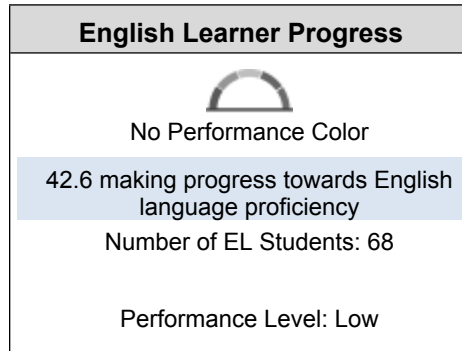 English Learner Progress
No Performance Color
42.6 making progress towards English
language proficiency
Number of EL Students: 68
Performance Level: Low